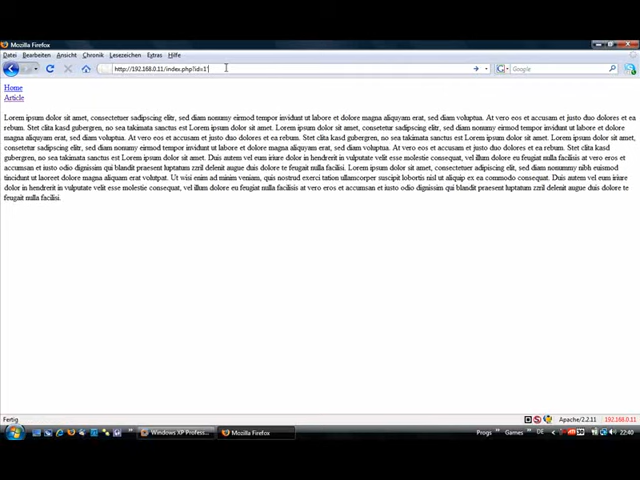 Mozilla Firefox
Datei Bearbeiten Ansicht Chronik Lesezeichen Extras Hilfe
http://192.168.0.11/index.php?id=1'
Google
Home
Article
Lorem ipsum dolor sit amet, consectetuer sadipscing elitr, sed diam nonumy eirmod tempor invidunt ut labore et dolore magna aliquyam erat, sed diam voluptua. At vero eos et accusam et justo duo dolores et ea
rebum. Stet clita kasd gubergren, no sea takimata sanctus est Lorem ipsum dolor sit amet. Lorem ipsum dolor sit amet, consetetur sadipscing elitr, sed diam nonumy eirmod tempor invidunt ut labore et dolore
magna aliquyam erat, sed diam voluptua. At vero eos et accusam et justo duo dolores et ea rebum. Stet clita kasd gubergren, no sea takimata sanctus est Lorem ipsum dolor sit amet. Lorem ipsum dolor sit amet,
consetetur sadipscing elitr, sed diam nonumy eirmod tempor invidunt ut labore et dolore magna aliquyam erat, sed diam voluptua. At vero eos et accusam et justo duo dolores et ea rebum. Stet clita kasd
gubergren, no sea takimata sanctus est Lorem ipsum dolor sit amet. Duis autem vel eum iriure dolor in hendrerit in vulputate velit esse molestie consequat, vel illum dolore eu feugiat nulla facilisis at vero eos
et accumsan et iusto odio dignissim qui blandit praesent luptatum zzril delenit augue duis dolore te feugait nulla facilisi. Lorem ipsum dolor sit amet, consectetuer adipiscing elit, sed diam nonummy nibh euismod
tincidunt ut laoreet dolore magna aliquam erat volutpat. Ut wisi enim ad minim veniam, quis nostrud exerci tation ullamcorper suscipit lobortis nisl ut aliquip ex ea commodo consequat. Duis autem vel eum iriure
dolor in hendrerit in vulputate velit esse molestie consequat, vel illum dolore eu feugiat nulla facilisis at vero eros et accumsan et iusto odio dignissim qui blandit praesent luptatum zzril delenit augue duis dolore te
feugait nulla facilisi.
Fertig
Apache/2.2.11
192.168.0.11
Windows XP Profess...
Mozilla Firefox
Progs
Games
DE
22:40